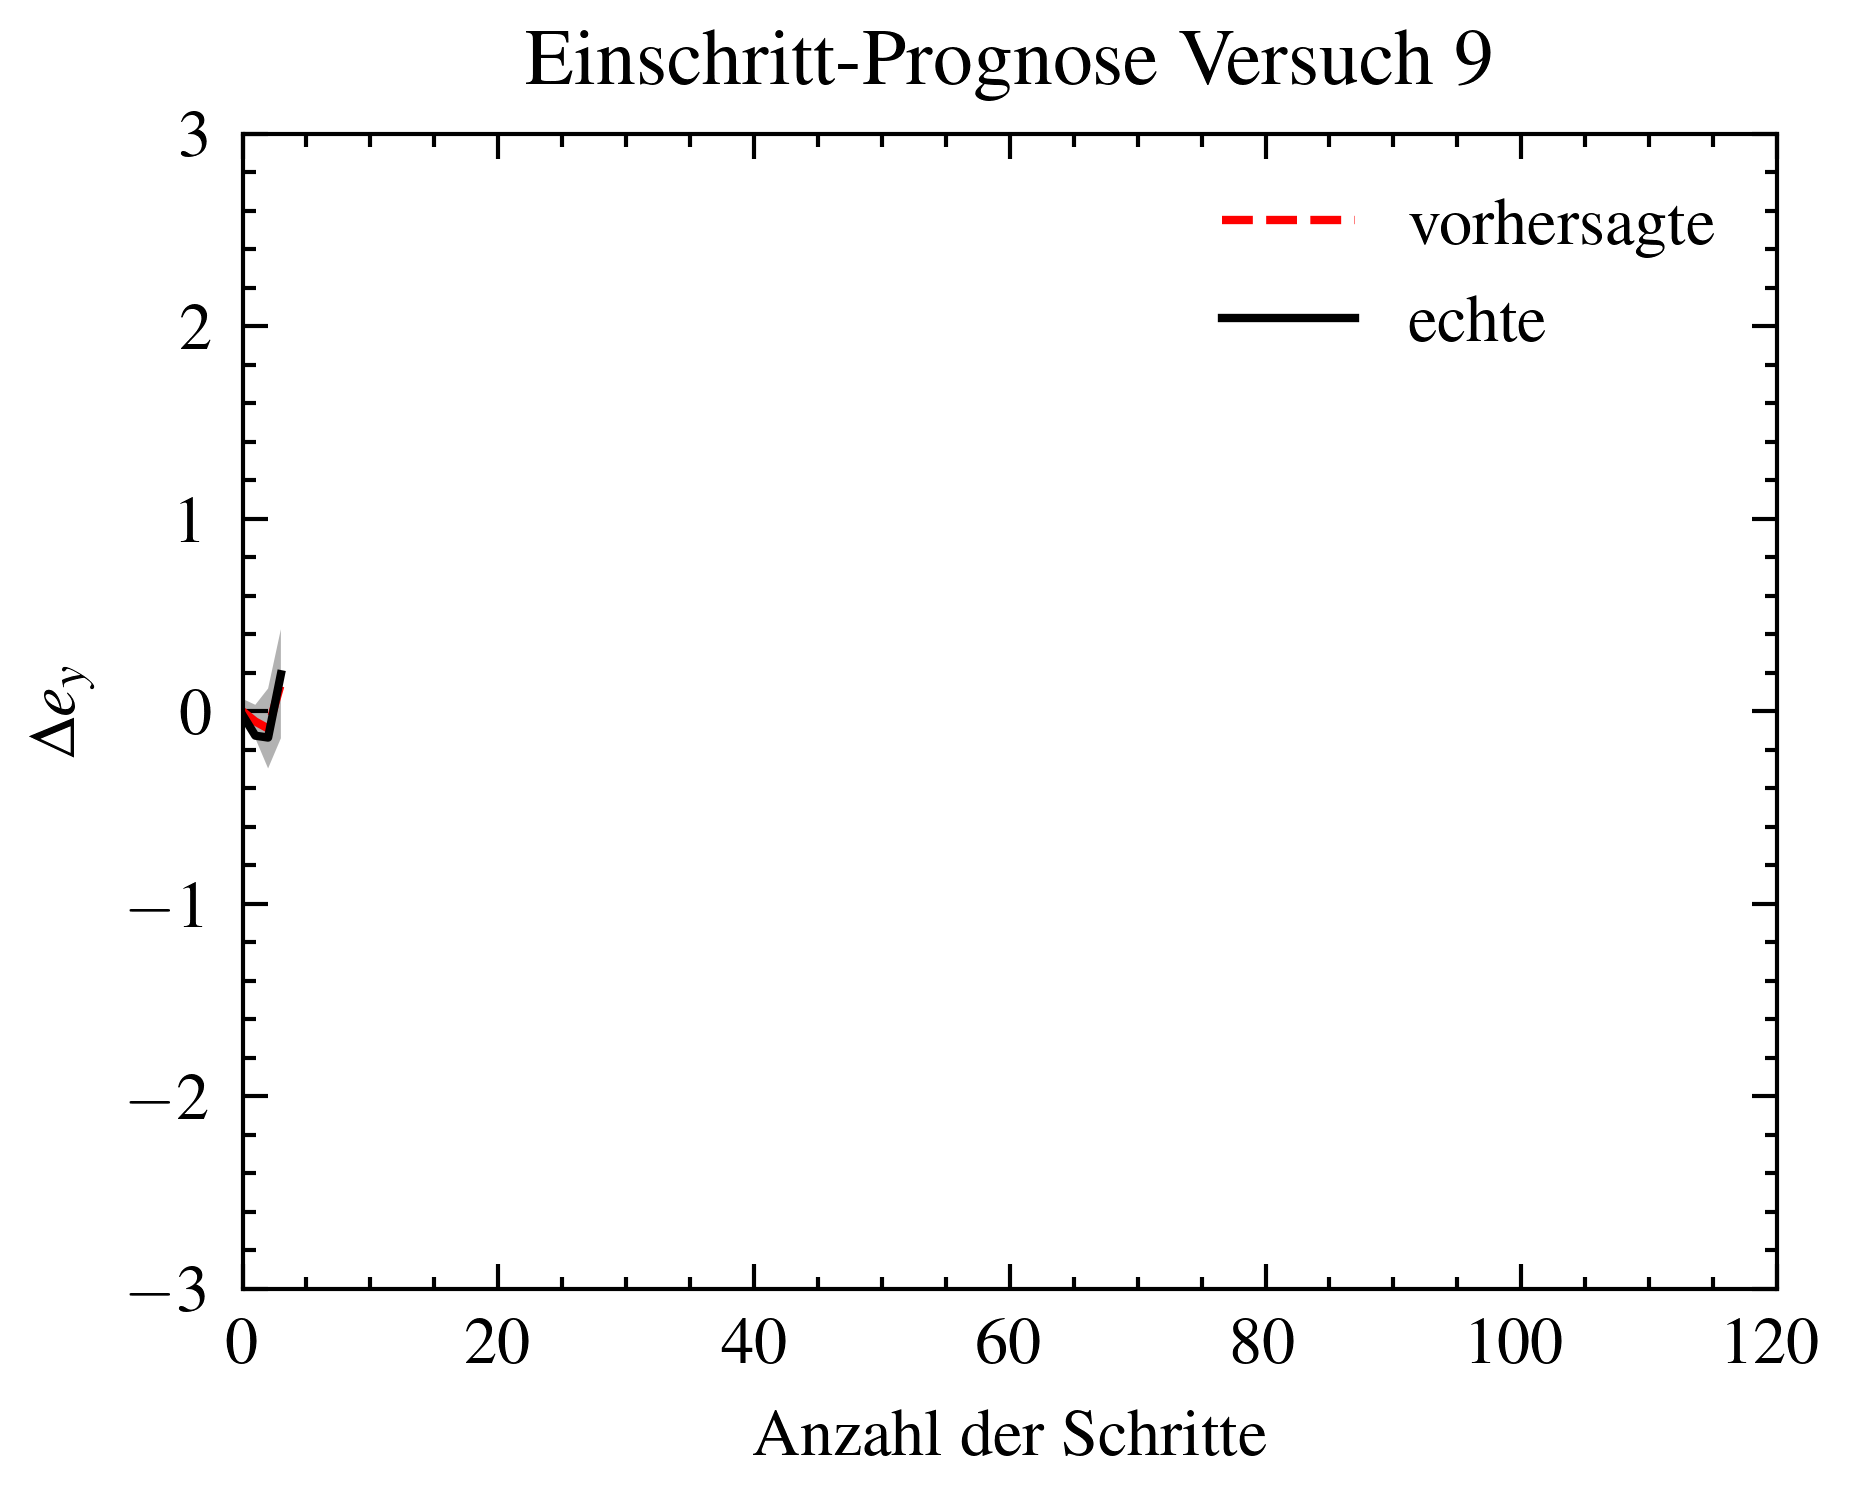 Einschritt-Prognose Versuch 9
3
2
1
0
−1
−2
−3
Δe_y
vorhersagte
echte
0 20 40 60 80 100 120
Anzahl der Schritte